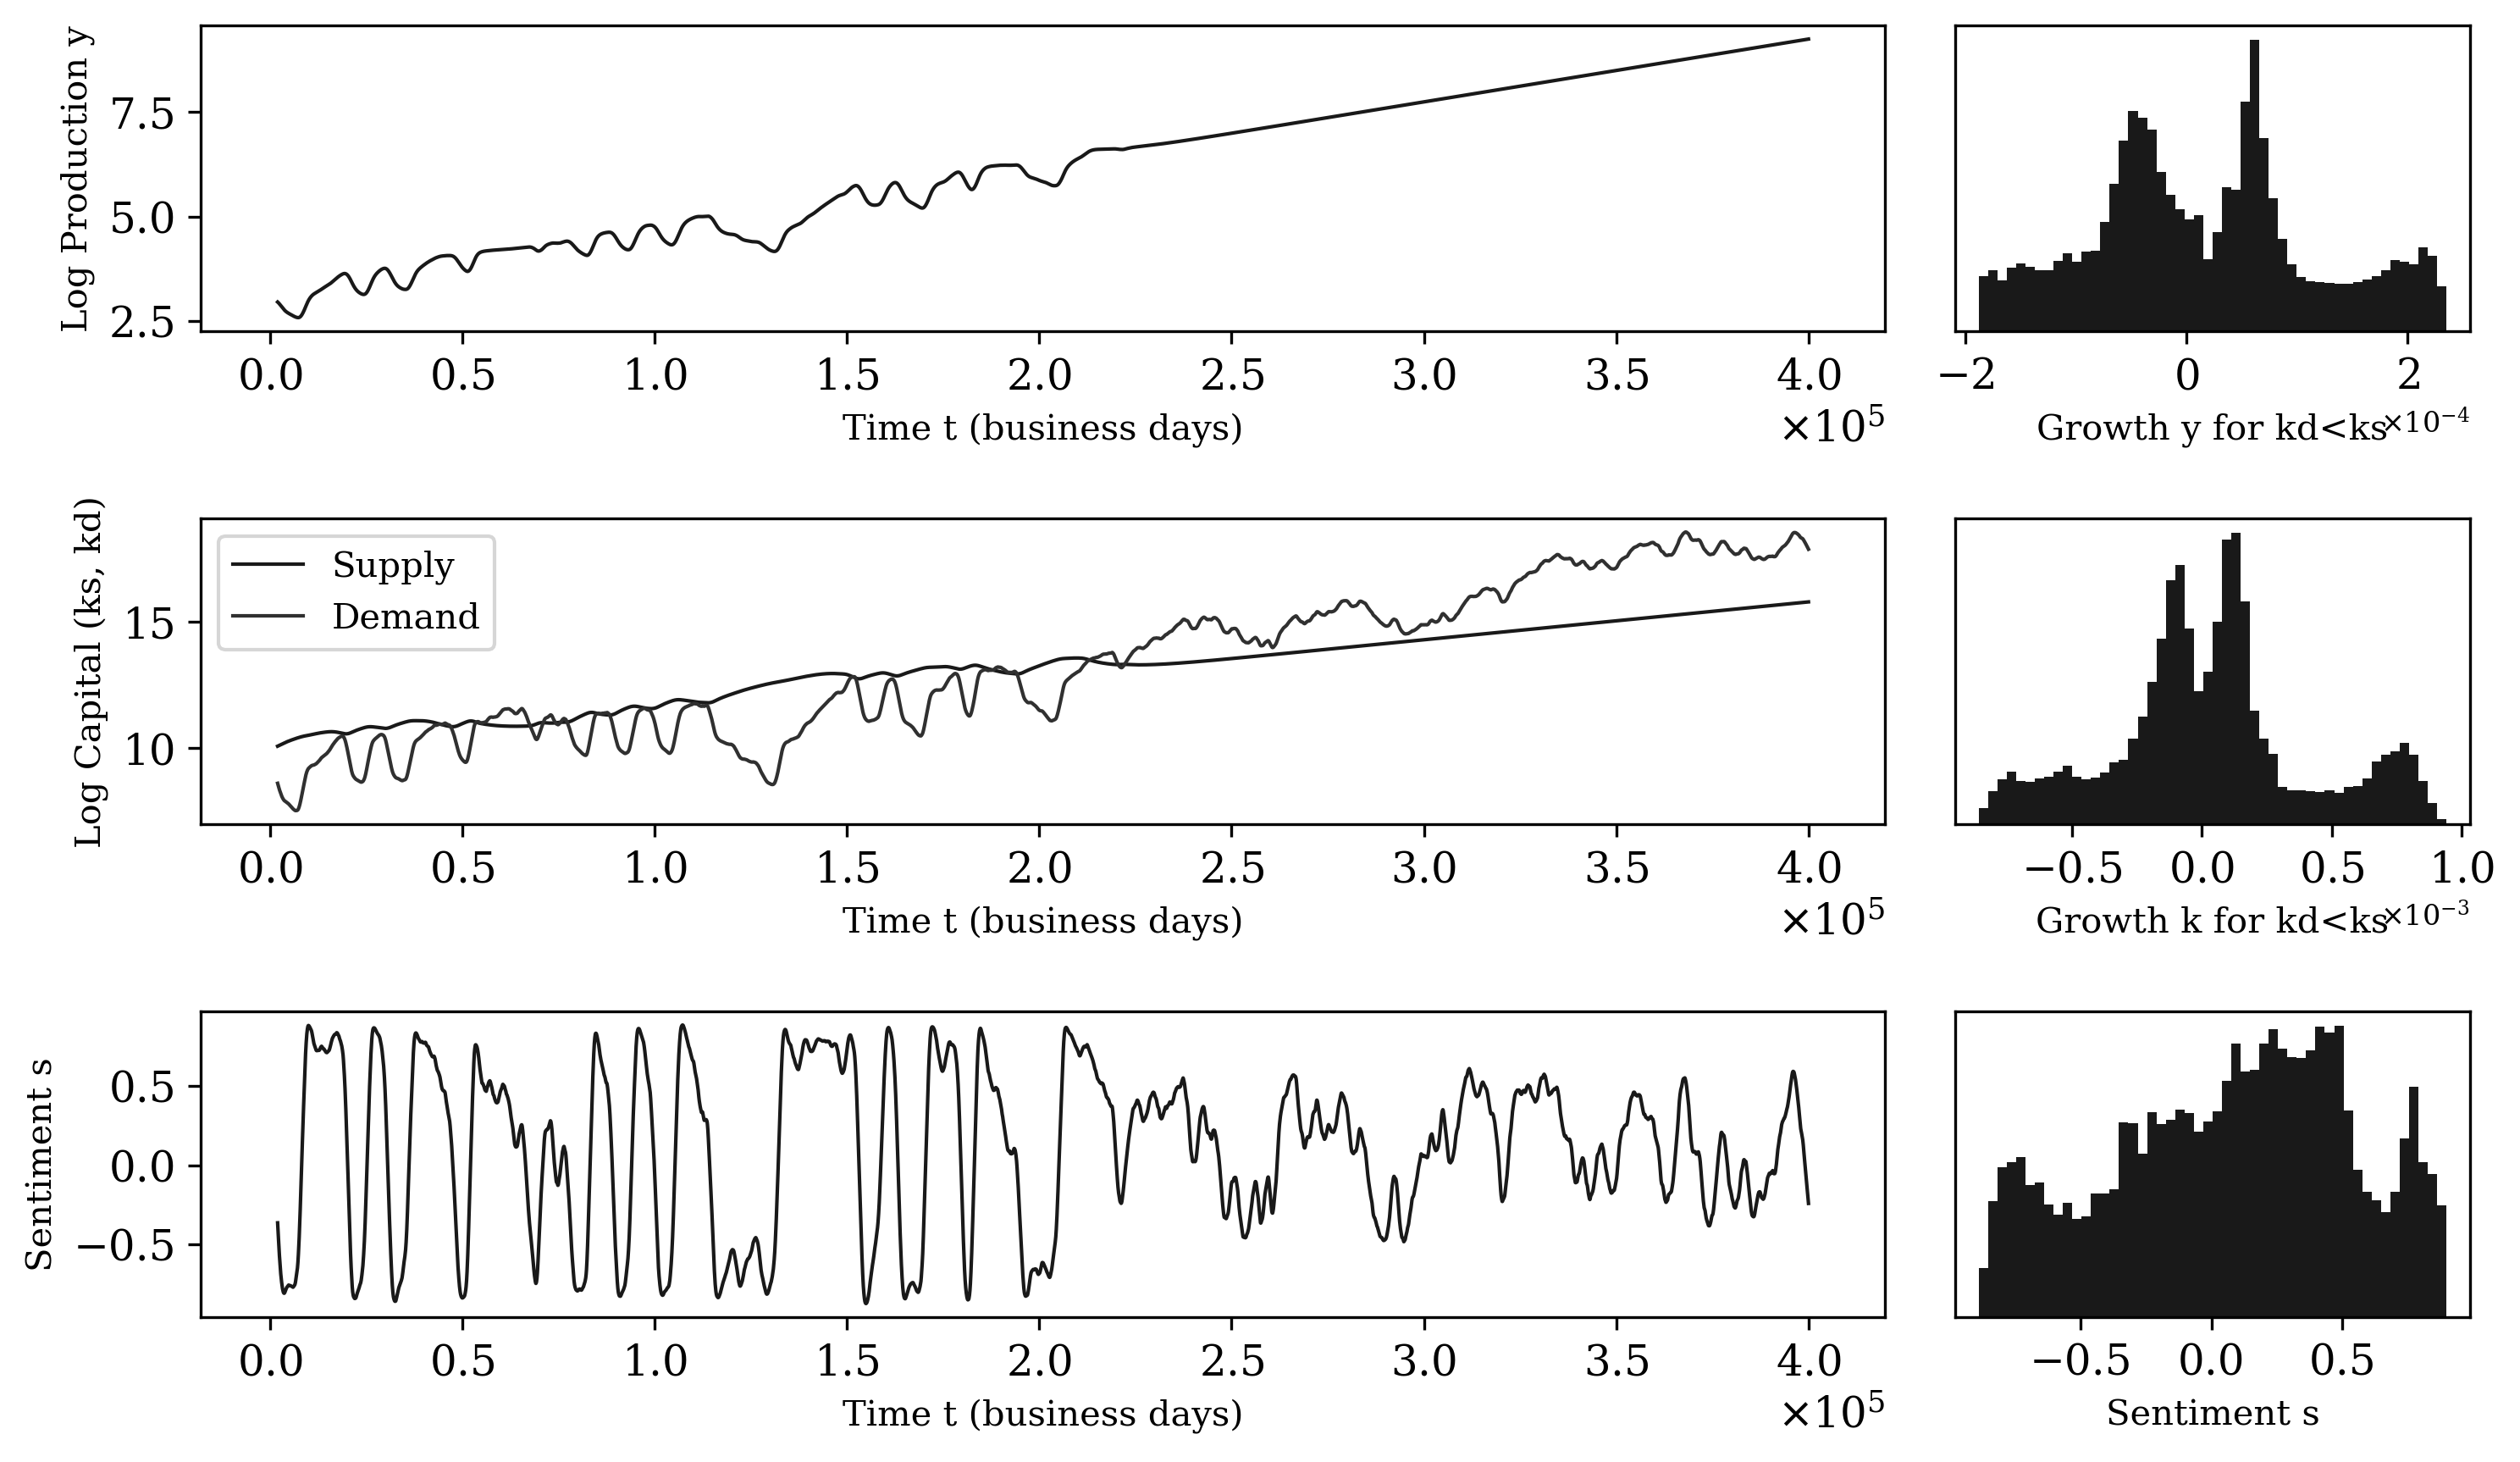 Log Production y
7.5
5.0
2.5
0.0 0.5 1.0 1.5 2.0 2.5 3.0 3.5 4.0
Time t (business days)
×10⁵
−2 0 2
Growth y for kd<ks
×10⁻⁴
Log Capital (ks, kd)
15
10
Supply
Demand
0.0 0.5 1.0 1.5 2.0 2.5 3.0 3.5 4.0
Time t (business days)
×10⁵
−0.5 0.0 0.5 1.0
Growth k for kd<ks
×10⁻³
Sentiment s
0.5
0.0
−0.5
0.0 0.5 1.0 1.5 2.0 2.5 3.0 3.5 4.0
Time t (business days)
×10⁵
−0.5 0.0 0.5
Sentiment s